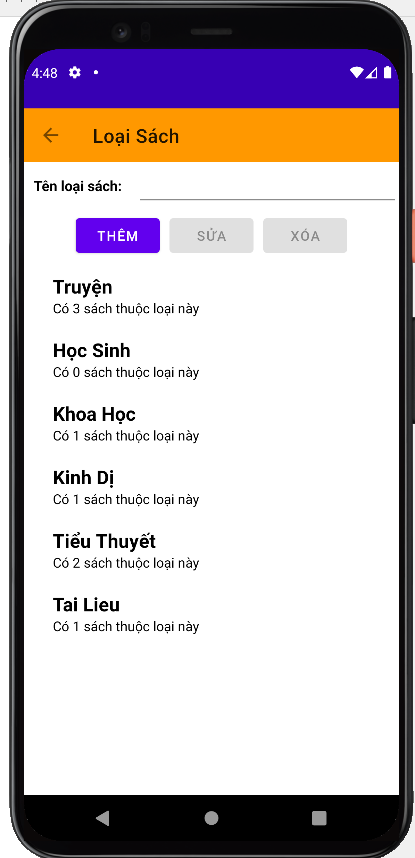 4:48
Loại Sách
Tên loại sách:
THÊM SỬA XÓA
Truyện
Có 3 sách thuộc loại này
Học Sinh
Có 0 sách thuộc loại này
Khoa Học
Có 1 sách thuộc loại này
Kinh Dị
Có 1 sách thuộc loại này
Tiểu Thuyết
Có 2 sách thuộc loại này
Tai Lieu
Có 1 sách thuộc loại này